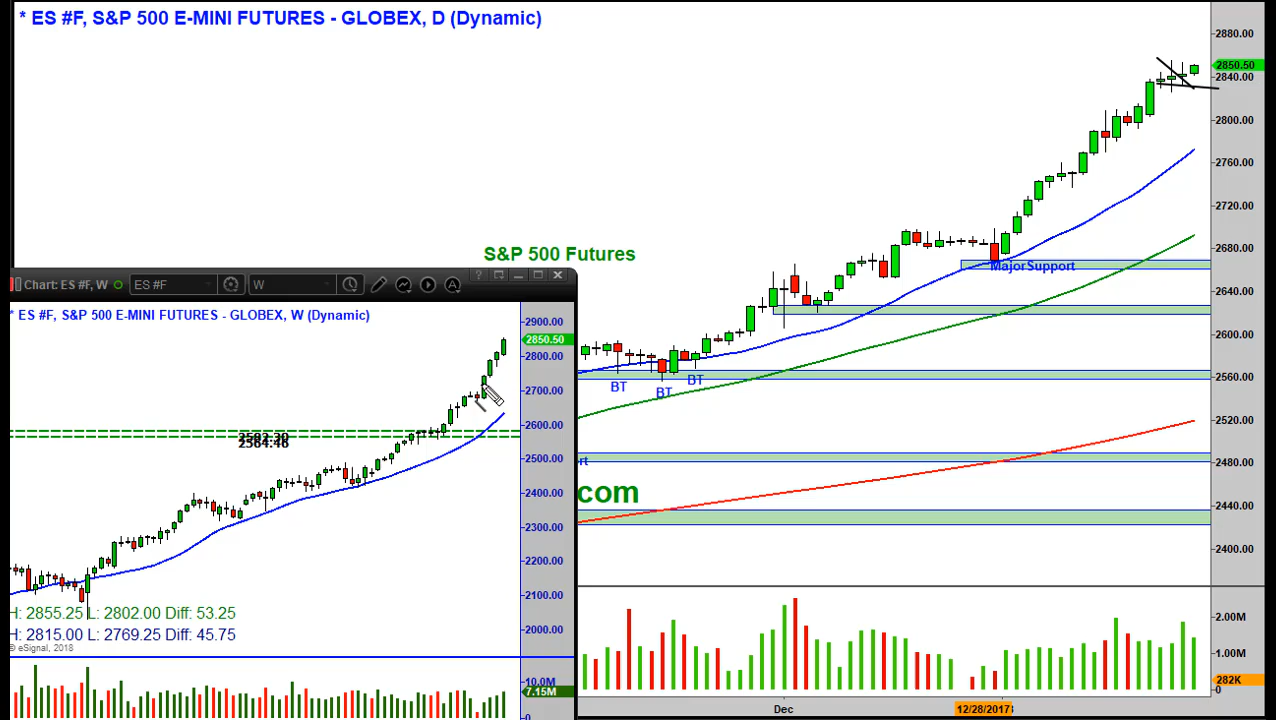 * ES #F, S&P 500 E-MINI FUTURES - GLOBEX, D (Dynamic)
2880.00
2850.50
2840.00
2800.00
2760.00
2720.00
2680.00
2640.00
2600.00
2560.00
2520.00
2480.00
2440.00
2400.00
2.00M
1.00M
282K
0
S&P 500 Futures
MajorSupport
BT
BT
BT
rt
com
Dec
12/28/2017
Chart: ES #F, W
ES #F
W
* ES #F, S&P 500 E-MINI FUTURES - GLOBEX, W (Dynamic)
2900.00
2850.50
2800.00
2700.00
2600.00
2500.00
2400.00
2300.00
2200.00
2100.00
2000.00
2564.46
H: 2855.25 L: 2802.00 Diff: 53.25
H: 2815.00 L: 2769.25 Diff: 45.75
© eSignal, 2018
10.0M
7.15M
0